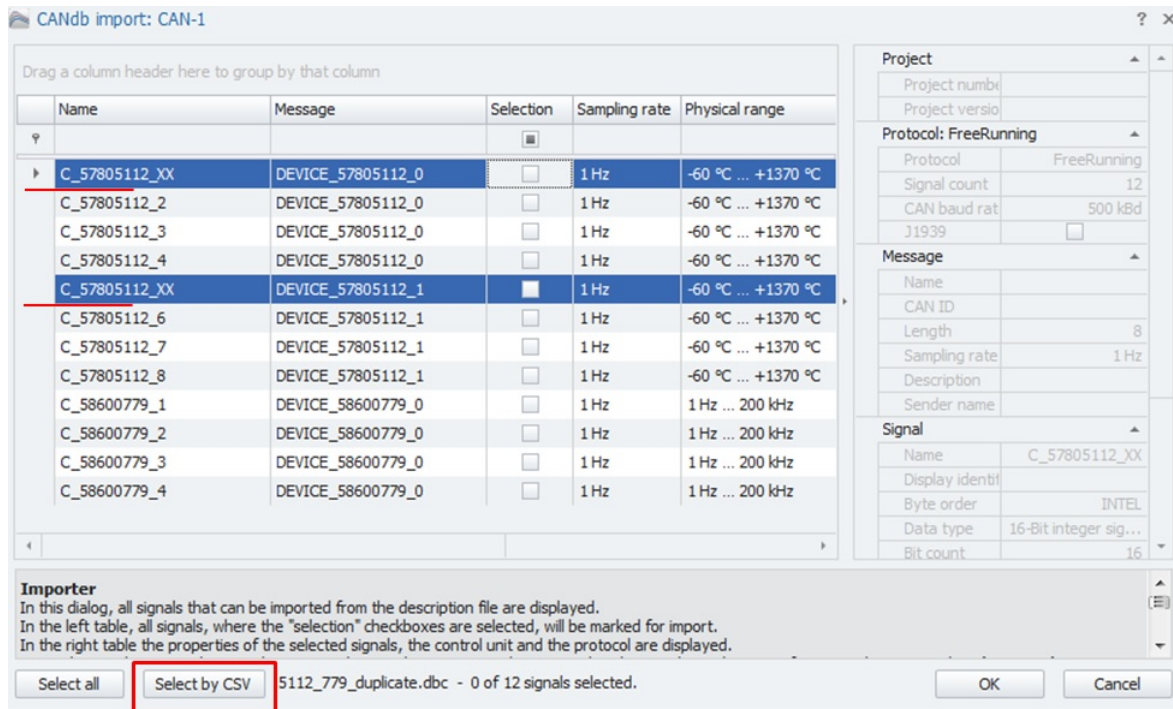 CANdb import: CAN-1
? ×
Drag a column header here to group by that column
Name Message Selection Sampling rate Physical range
C_57805112_XX DEVICE_57805112_0 1 Hz -60 °C ... +1370 °C
C_57805112_2 DEVICE_57805112_0 1 Hz -60 °C ... +1370 °C
C_57805112_3 DEVICE_57805112_0 1 Hz -60 °C ... +1370 °C
C_57805112_4 DEVICE_57805112_0 1 Hz -60 °C ... +1370 °C
C_57805112_XX DEVICE_57805112_1 1 Hz -60 °C ... +1370 °C
C_57805112_6 DEVICE_57805112_1 1 Hz -60 °C ... +1370 °C
C_57805112_7 DEVICE_57805112_1 1 Hz -60 °C ... +1370 °C
C_57805112_8 DEVICE_57805112_1 1 Hz -60 °C ... +1370 °C
C_58600779_1 DEVICE_58600779_0 1 Hz 1 Hz ... 200 kHz
C_58600779_2 DEVICE_58600779_0 1 Hz 1 Hz ... 200 kHz
C_58600779_3 DEVICE_58600779_0 1 Hz 1 Hz ... 200 kHz
C_58600779_4 DEVICE_58600779_0 1 Hz 1 Hz ... 200 kHz
Project
Project numbe
Project versio
Protocol: FreeRunning
Protocol FreeRunning
Signal count 12
CAN baud rat 500 kBd
J1939
Message
Name
CAN ID
Length 8
Sampling rate 1 Hz
Description
Sender name
Signal
Name C_57805112_XX
Display identif
Byte order INTEL
Data type 16-Bit integer sig...
Bit count 16
Importer
In this dialog, all signals that can be imported from the description file are displayed.
In the left table, all signals, where the "selection" checkboxes are selected, will be marked for import.
In the right table the properties of the selected signals, the control unit and the protocol are displayed.
Select all Select by CSV 5112_779_duplicate.dbc - 0 of 12 signals selected. OK Cancel